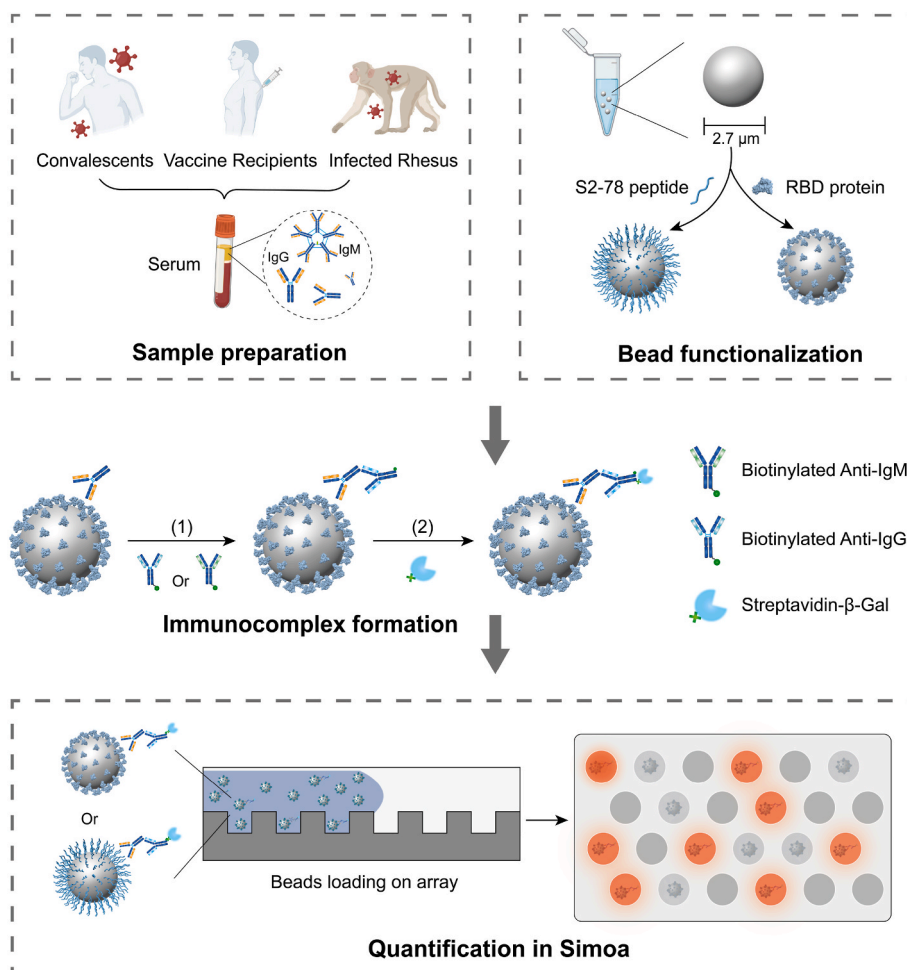 Convalescents Vaccine Recipients Infected Rhesus
Serum
IgG
IgM
Sample preparation
2.7 μm
S2-78 peptide
RBD protein
Bead functionalization
(1)
Or
(2)
Immunocomplex formation
Biotinylated Anti-IgM
Biotinylated Anti-IgG
Streptavidin-β-Gal
Or
Beads loading on array
Quantification in Simoa